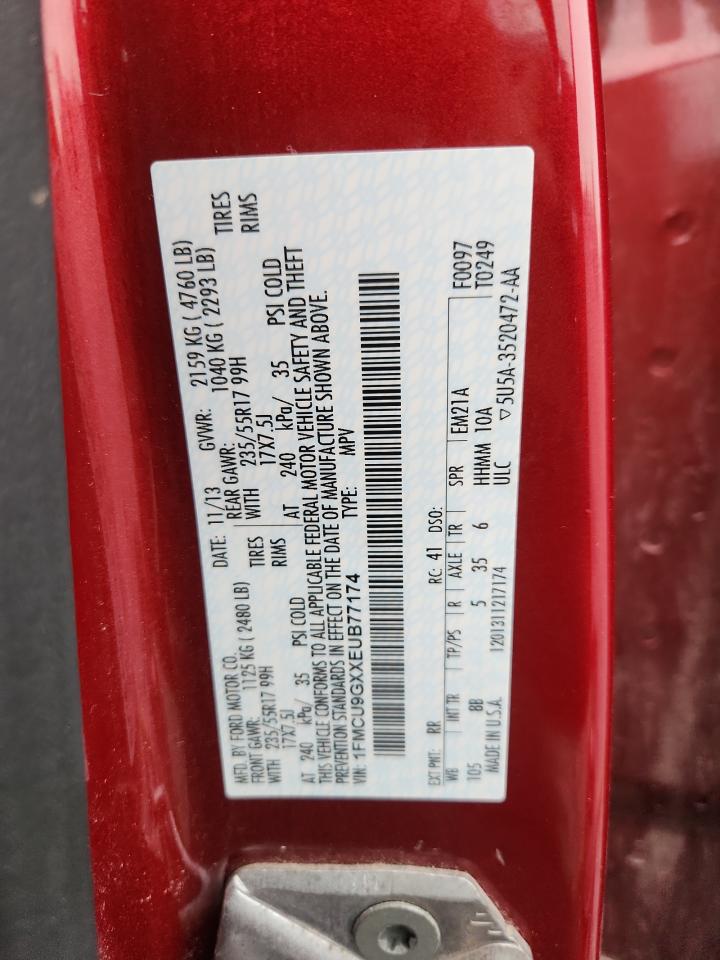 MFD. BY FORD MOTOR CO. DATE: 11/13 GVWR: 2159 KG ( 4760 LB)
FRONT GAWR: 1125 KG ( 2480 LB) REAR GAWR: 1040 KG ( 2293 LB)
WITH 235/55R17 99H TIRES WITH 235/55R17 99H TIRES
17X7.5J RIMS 17X7.5J RIMS
AT 240 kPa/ 35 PSI COLD AT 240 kPa/ 35 PSI COLD
THIS VEHICLE CONFORMS TO ALL APPLICABLE FEDERAL MOTOR VEHICLE SAFETY AND THEFT
PREVENTION STANDARDS IN EFFECT ON THE DATE OF MANUFACTURE SHOWN ABOVE.
VIN: 1FMCU9GXXEUB77174 TYPE: MPV
EXT PNT: RR RC: 41 DSO: F0097
WB INT TR TP/PS R AXLE TR SPR EM21A T0249
105 8B 5 35 6 HHMM 10A
MADE IN U.S.A. 1201311217174 ULC ▽5U5A-3520472-AA